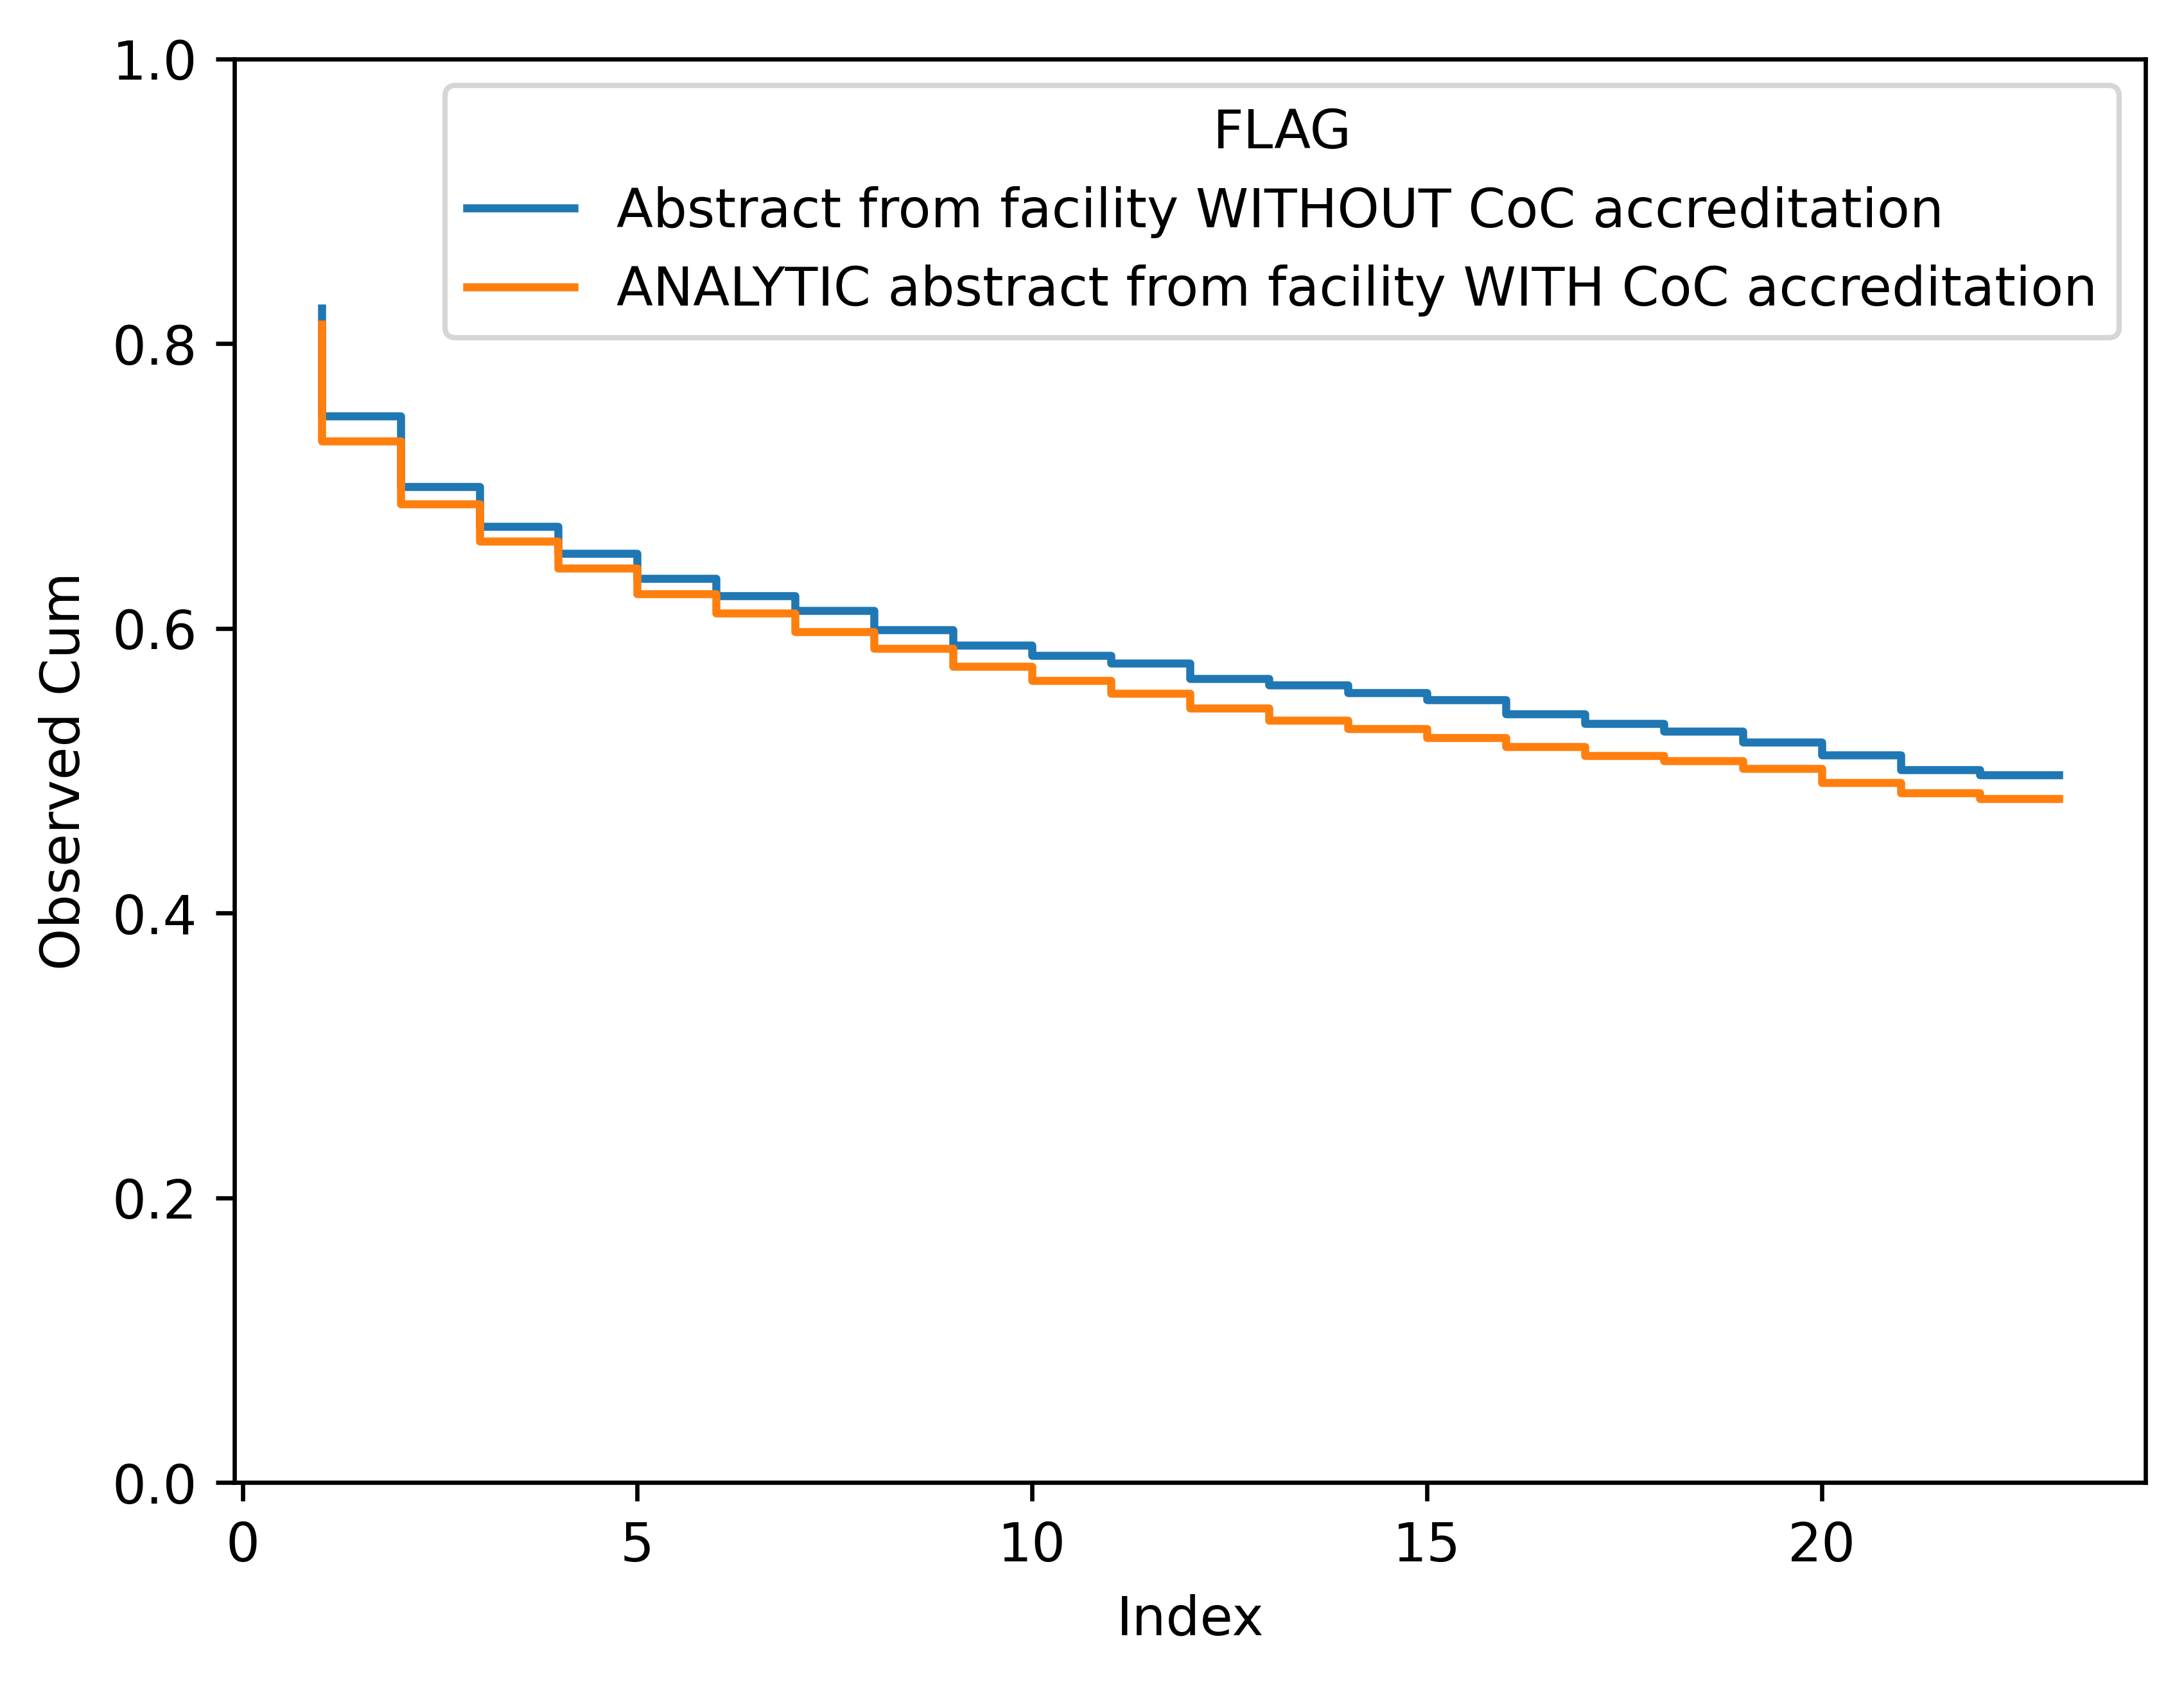 1.0
FLAG
Abstract from facility WITHOUT CoC accreditation
ANALYTIC abstract from facility WITH CoC accreditation
0.8
0.6
0.4
0.2
0.0
Observed Cum
0 5 10 15 20
Index